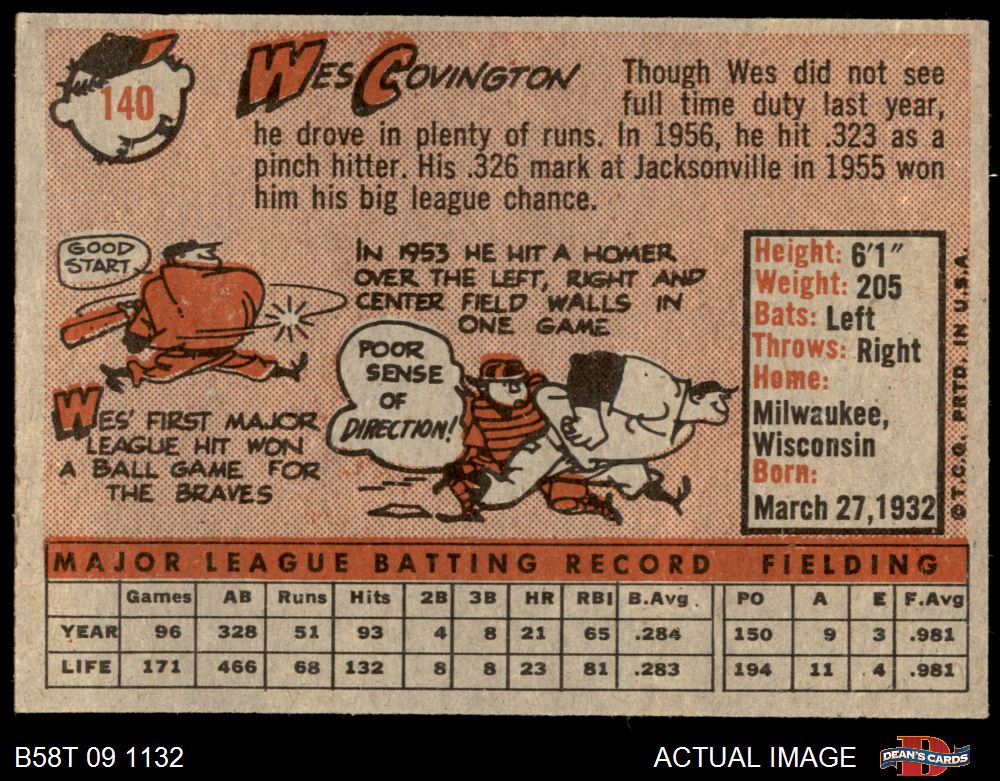 140
WES COVINGTON
Though Wes did not see
full time duty last year,
he drove in plenty of runs. In 1956, he hit .323 as a
pinch hitter. His .326 mark at Jacksonville in 1955 won
him his big league chance.
GOOD
START
IN 1953 HE HIT A HOMER
OVER THE LEFT, RIGHT AND
CENTER FIELD WALLS IN
ONE GAME
POOR
SENSE
OF
DIRECTION!
WES' FIRST MAJOR
LEAGUE HIT WON
A BALL GAME FOR
THE BRAVES
Height: 6'1"
Weight: 205
Bats: Left
Throws: Right
Home:
Milwaukee,
Wisconsin
Born:
March 27, 1932
©T.C.G. PRTD. IN U.S.A.
MAJOR LEAGUE BATTING RECORD FIELDING
Games AB Runs Hits 2B 3B HR RBI B.Avg PO A E F.Avg
YEAR 96 328 51 93 4 8 21 65 .284 150 9 3 .981
LIFE 171 466 68 132 8 8 23 81 .283 194 11 4 .981
B58T 09 1132
ACTUAL IMAGE
DEAN'S CARDS